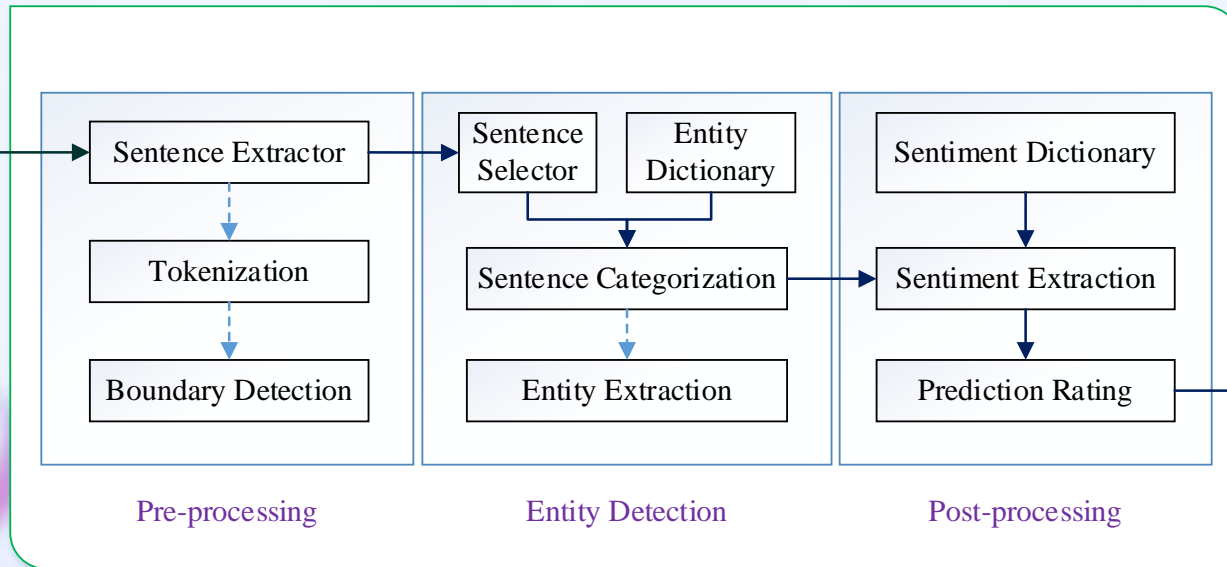 Sentence Extractor
Tokenization
Boundary Detection
Pre-processing
Sentence
Selector
Entity
Dictionary
Sentence Categorization
Entity Extraction
Entity Detection
Sentiment Dictionary
Sentiment Extraction
Prediction Rating
Post-processing